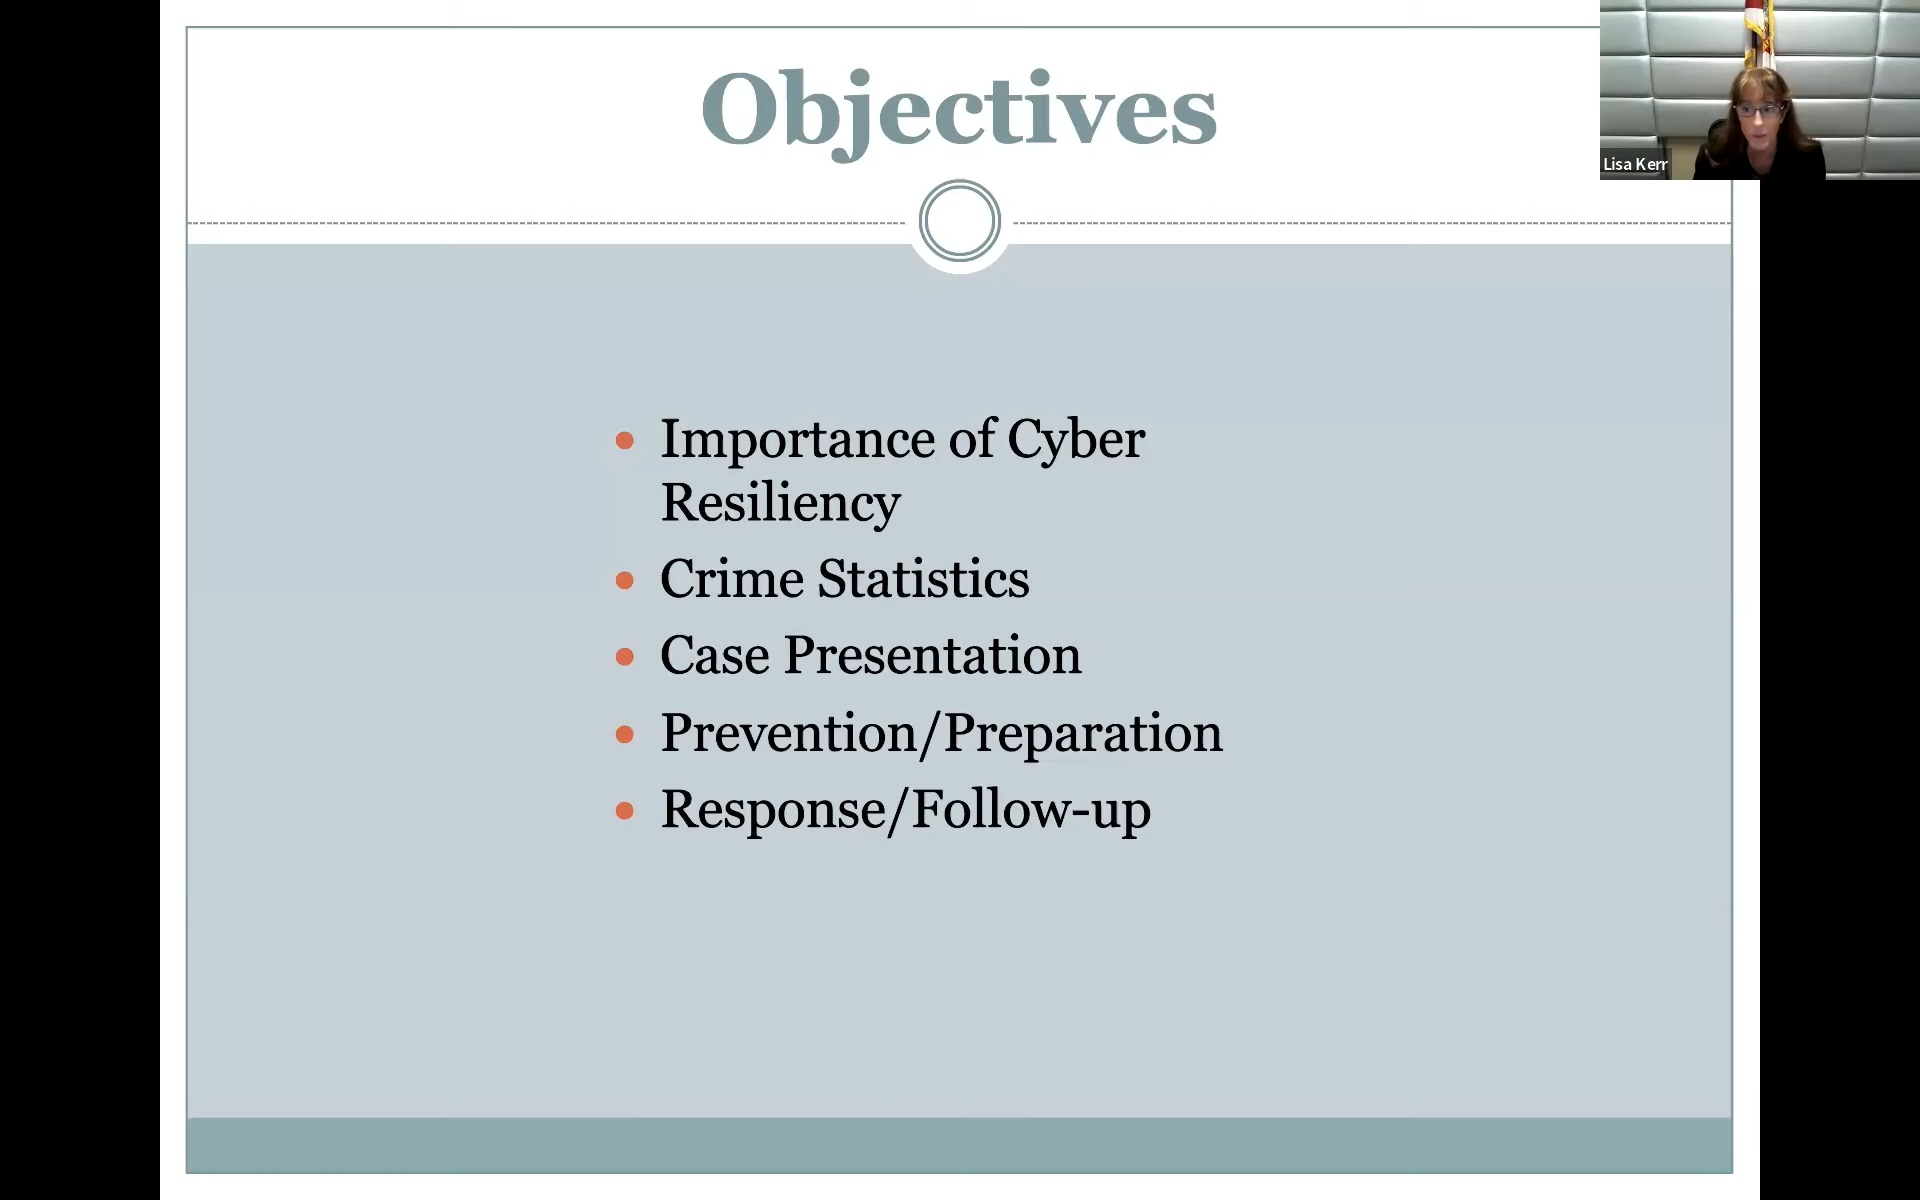 Objectives
Lisa Kerr
• Importance of Cyber
Resiliency
• Crime Statistics
• Case Presentation
• Prevention/Preparation
• Response/Follow-up